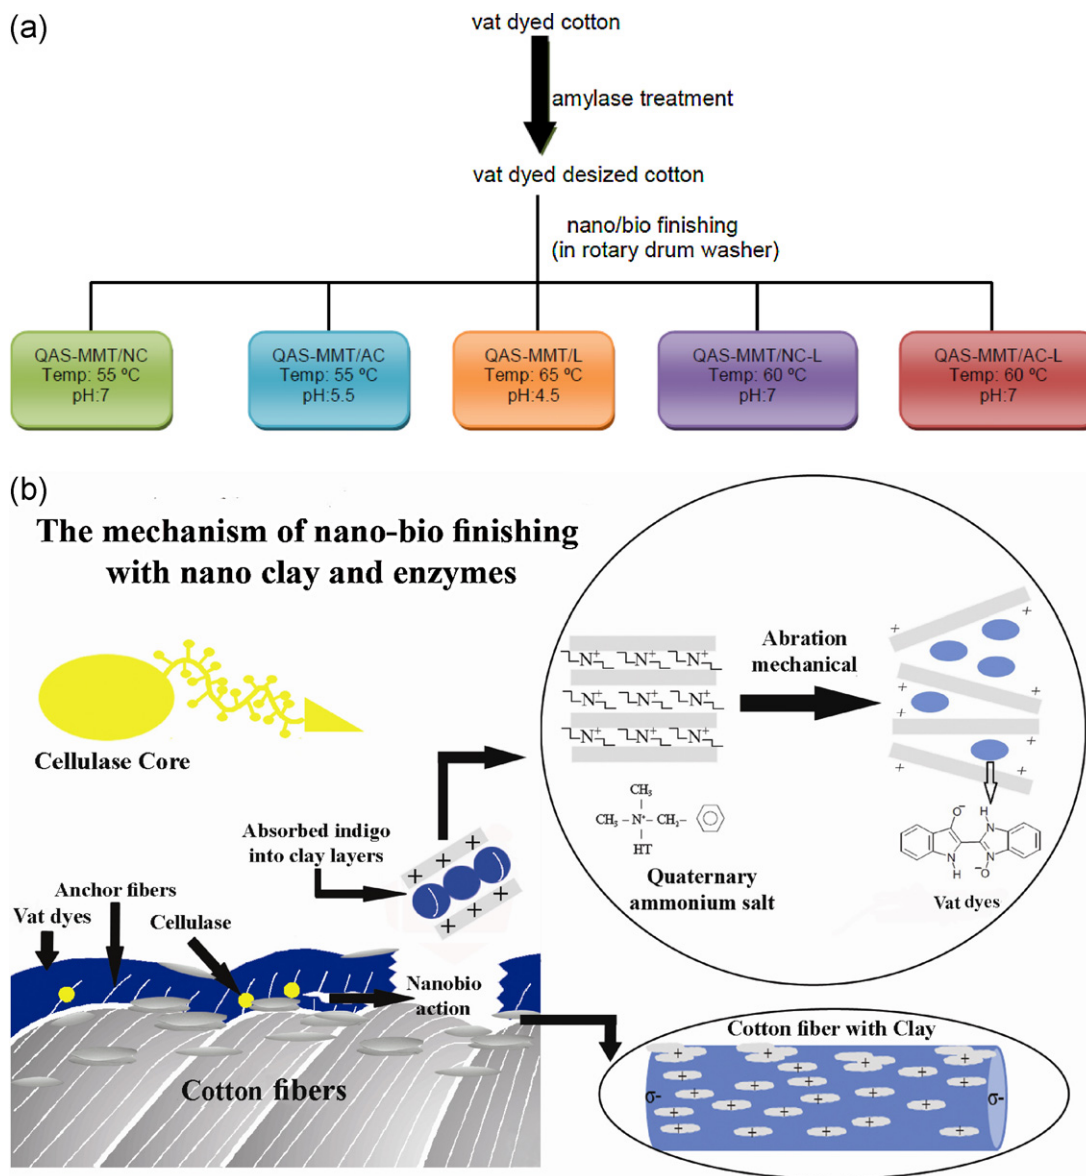 (a)
vat dyed cotton
amylase treatment
vat dyed desized cotton
nano/bio finishing
(in rotary drum washer)
QAS-MMT/NC
Temp: 55 ºC
pH:7
QAS-MMT/AC
Temp: 55 ºC
pH:5.5
QAS-MMT/L
Temp: 65 ºC
pH:4.5
QAS-MMT/NC-L
Temp: 60 ºC
pH:7
QAS-MMT/AC-L
Temp: 60 ºC
pH:7
(b)
The mechanism of nano-bio finishing
with nano clay and enzymes
Cellulase Core
Absorbed indigo
into clay layers
Anchor fibers
Vat dyes
Cellulase
Nanobio
action
Cotton fibers
N+ N+ N+
N+ N+ N+
N+ N+ N+
Abration
mechanical
+ +
+ +
+ +
CH3
CH3 N+ CH2
HT
Quaternary
ammonium salt
O-
H
N
N
H
N
-O
Vat dyes
+ + +
+ + +
Cotton fiber with Clay
σ-
σ-
+ + + + + + + + + + + + + + + + + + + +